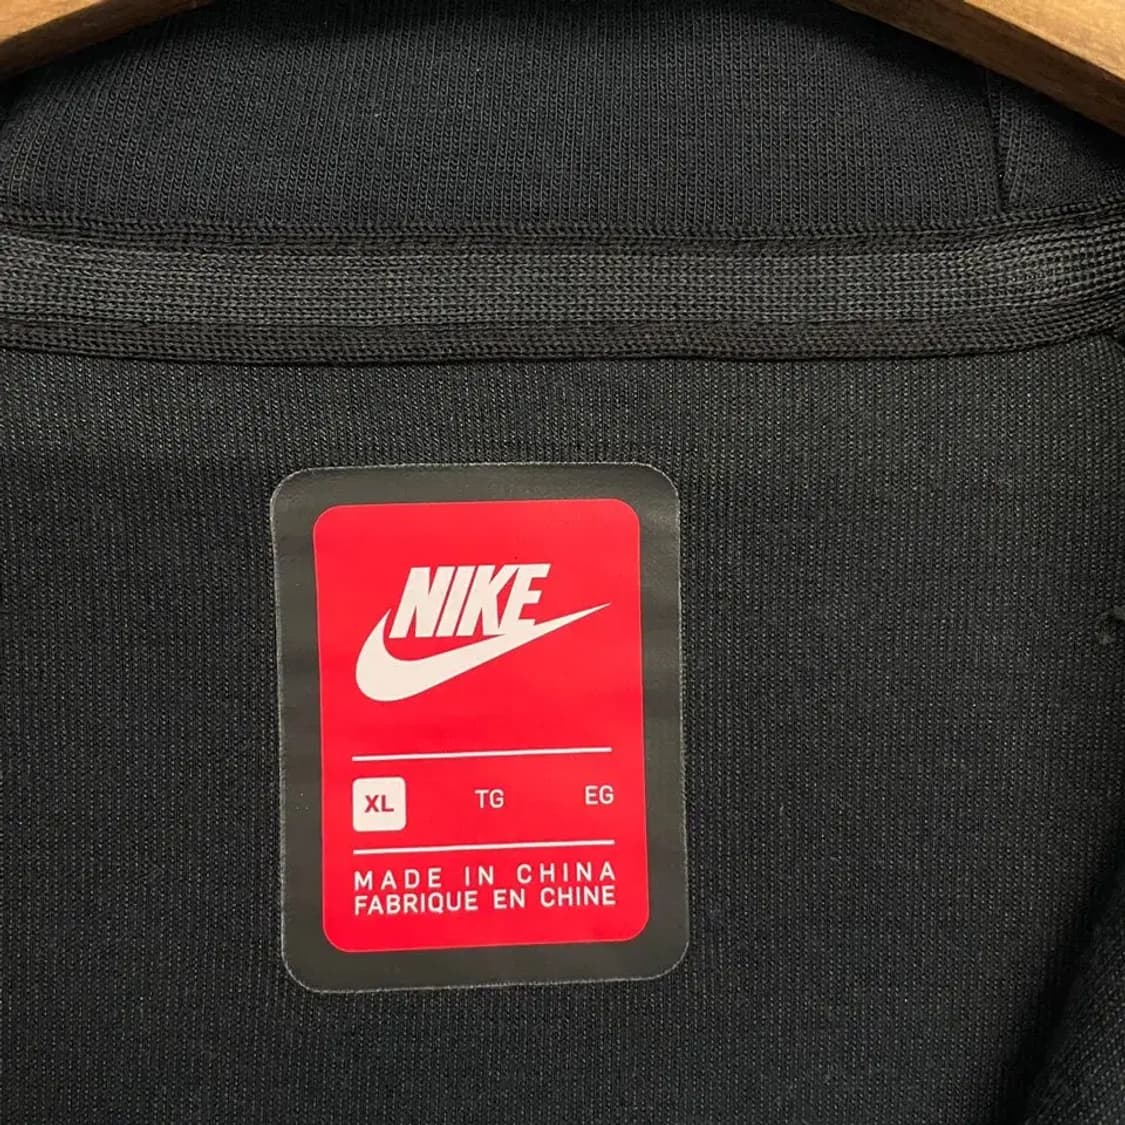 NIKE
XL TG EG
MADE IN CHINA
FABRIQUE EN CHINE